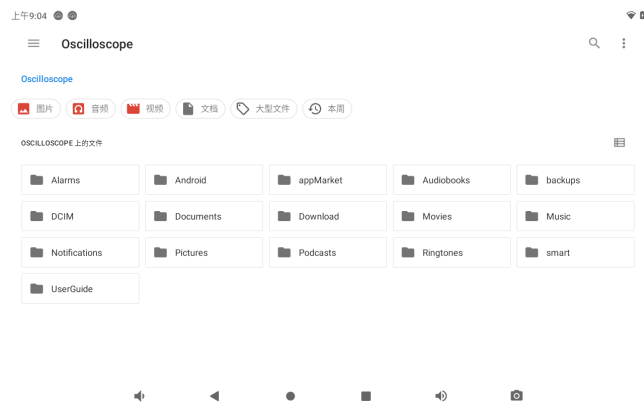 上午9:04
Oscilloscope
Oscilloscope
图片 音频 视频 文档 大型文件 本周
OSCILLOSCOPE 上的文件
Alarms Android appMarket Audiobooks backups
DCIM Documents Download Movies Music
Notifications Pictures Podcasts Ringtones smart
UserGuide